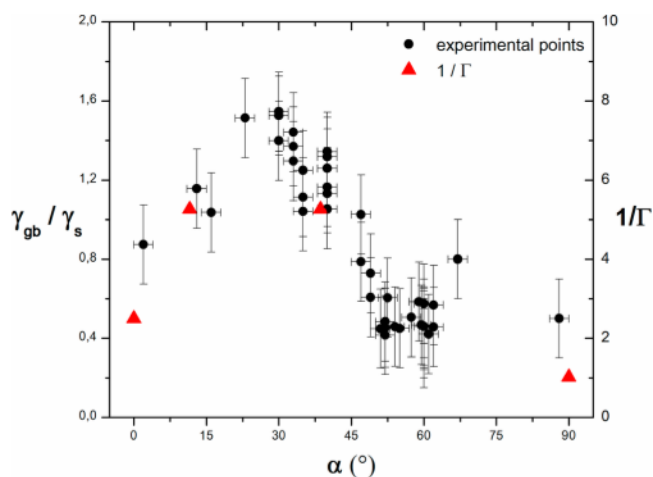 2,0
1,6
1,2
0,8
0,4
0,0
γgb / γs
● experimental points
▲ 1 / Γ
10
8
6
4
2
0
1/Γ
0 15 30 45 60 75 90
α (°)